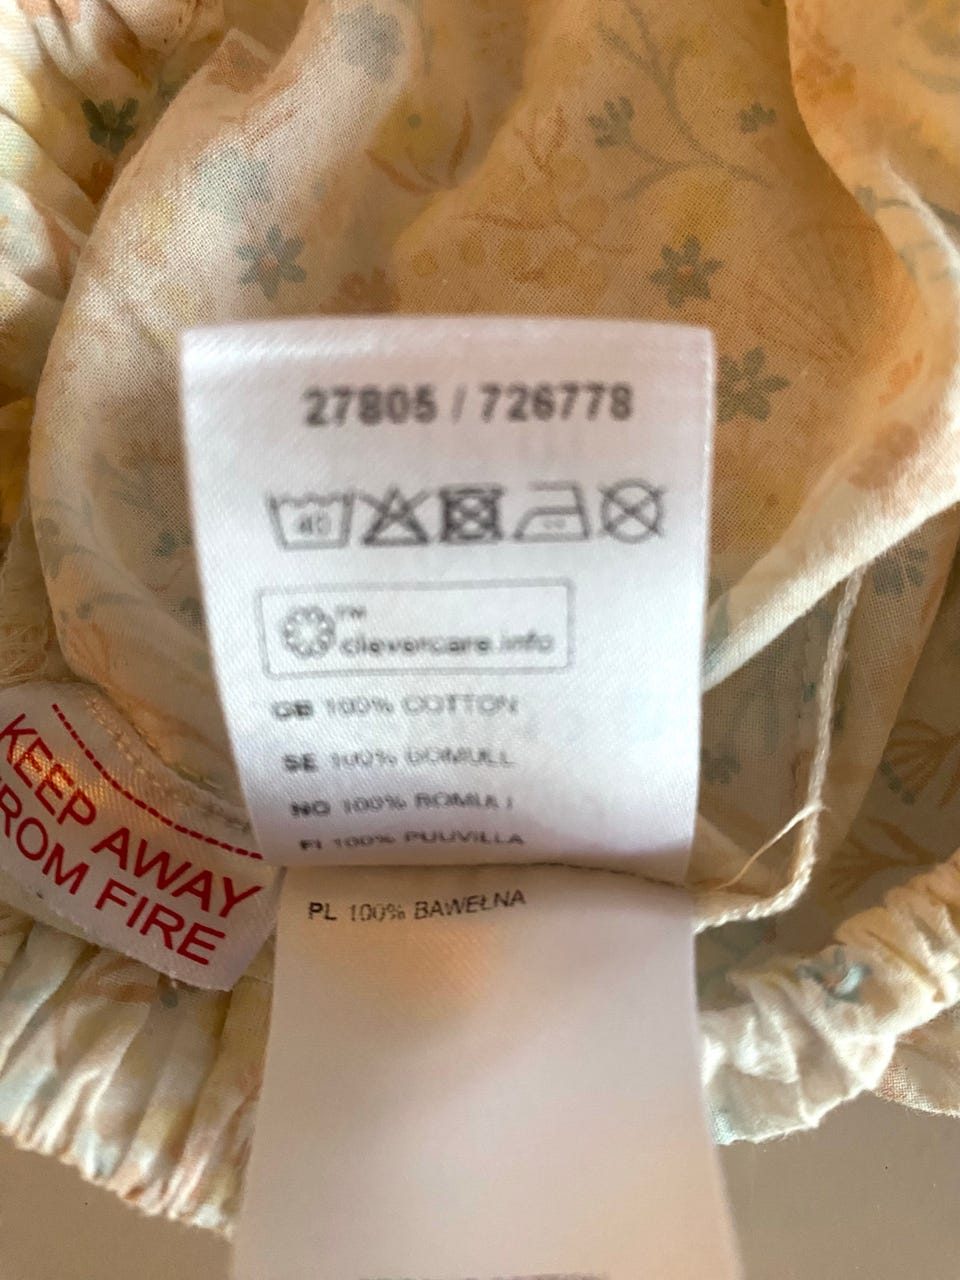 27805 / 726778
40
TM
clevercare.info
GB 100% COTTON
SE 100% BOMULL
NO 100% BOMULL
FI 100% PUUVILLA
PL 100% BAWEŁNA
KEEP AWAY
FROM FIRE